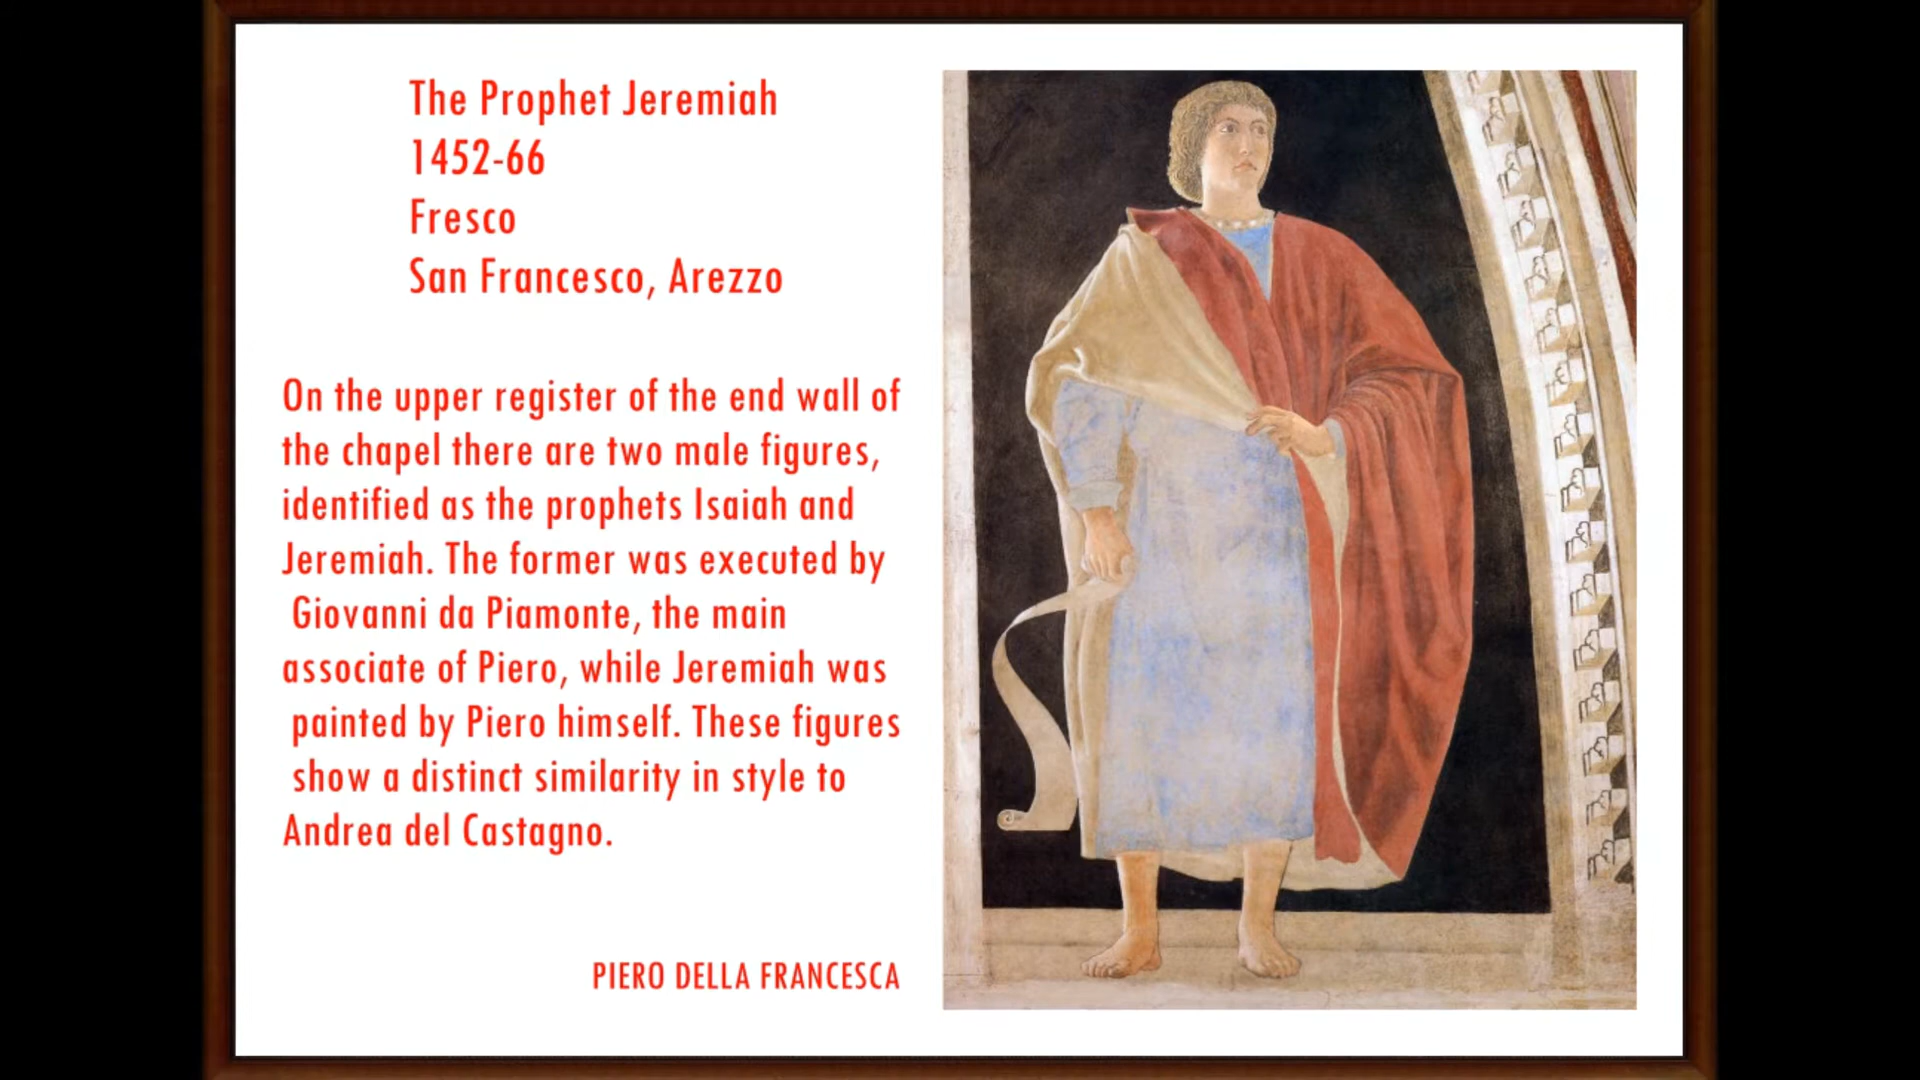 The Prophet Jeremiah
1452-66
Fresco
San Francesco, Arezzo
On the upper register of the end wall of
the chapel there are two male figures,
identified as the prophets Isaiah and
Jeremiah. The former was executed by
Giovanni da Piamonte, the main
associate of Piero, while Jeremiah was
painted by Piero himself. These figures
show a distinct similarity in style to
Andrea del Castagno.
PIERO DELLA FRANCESCA